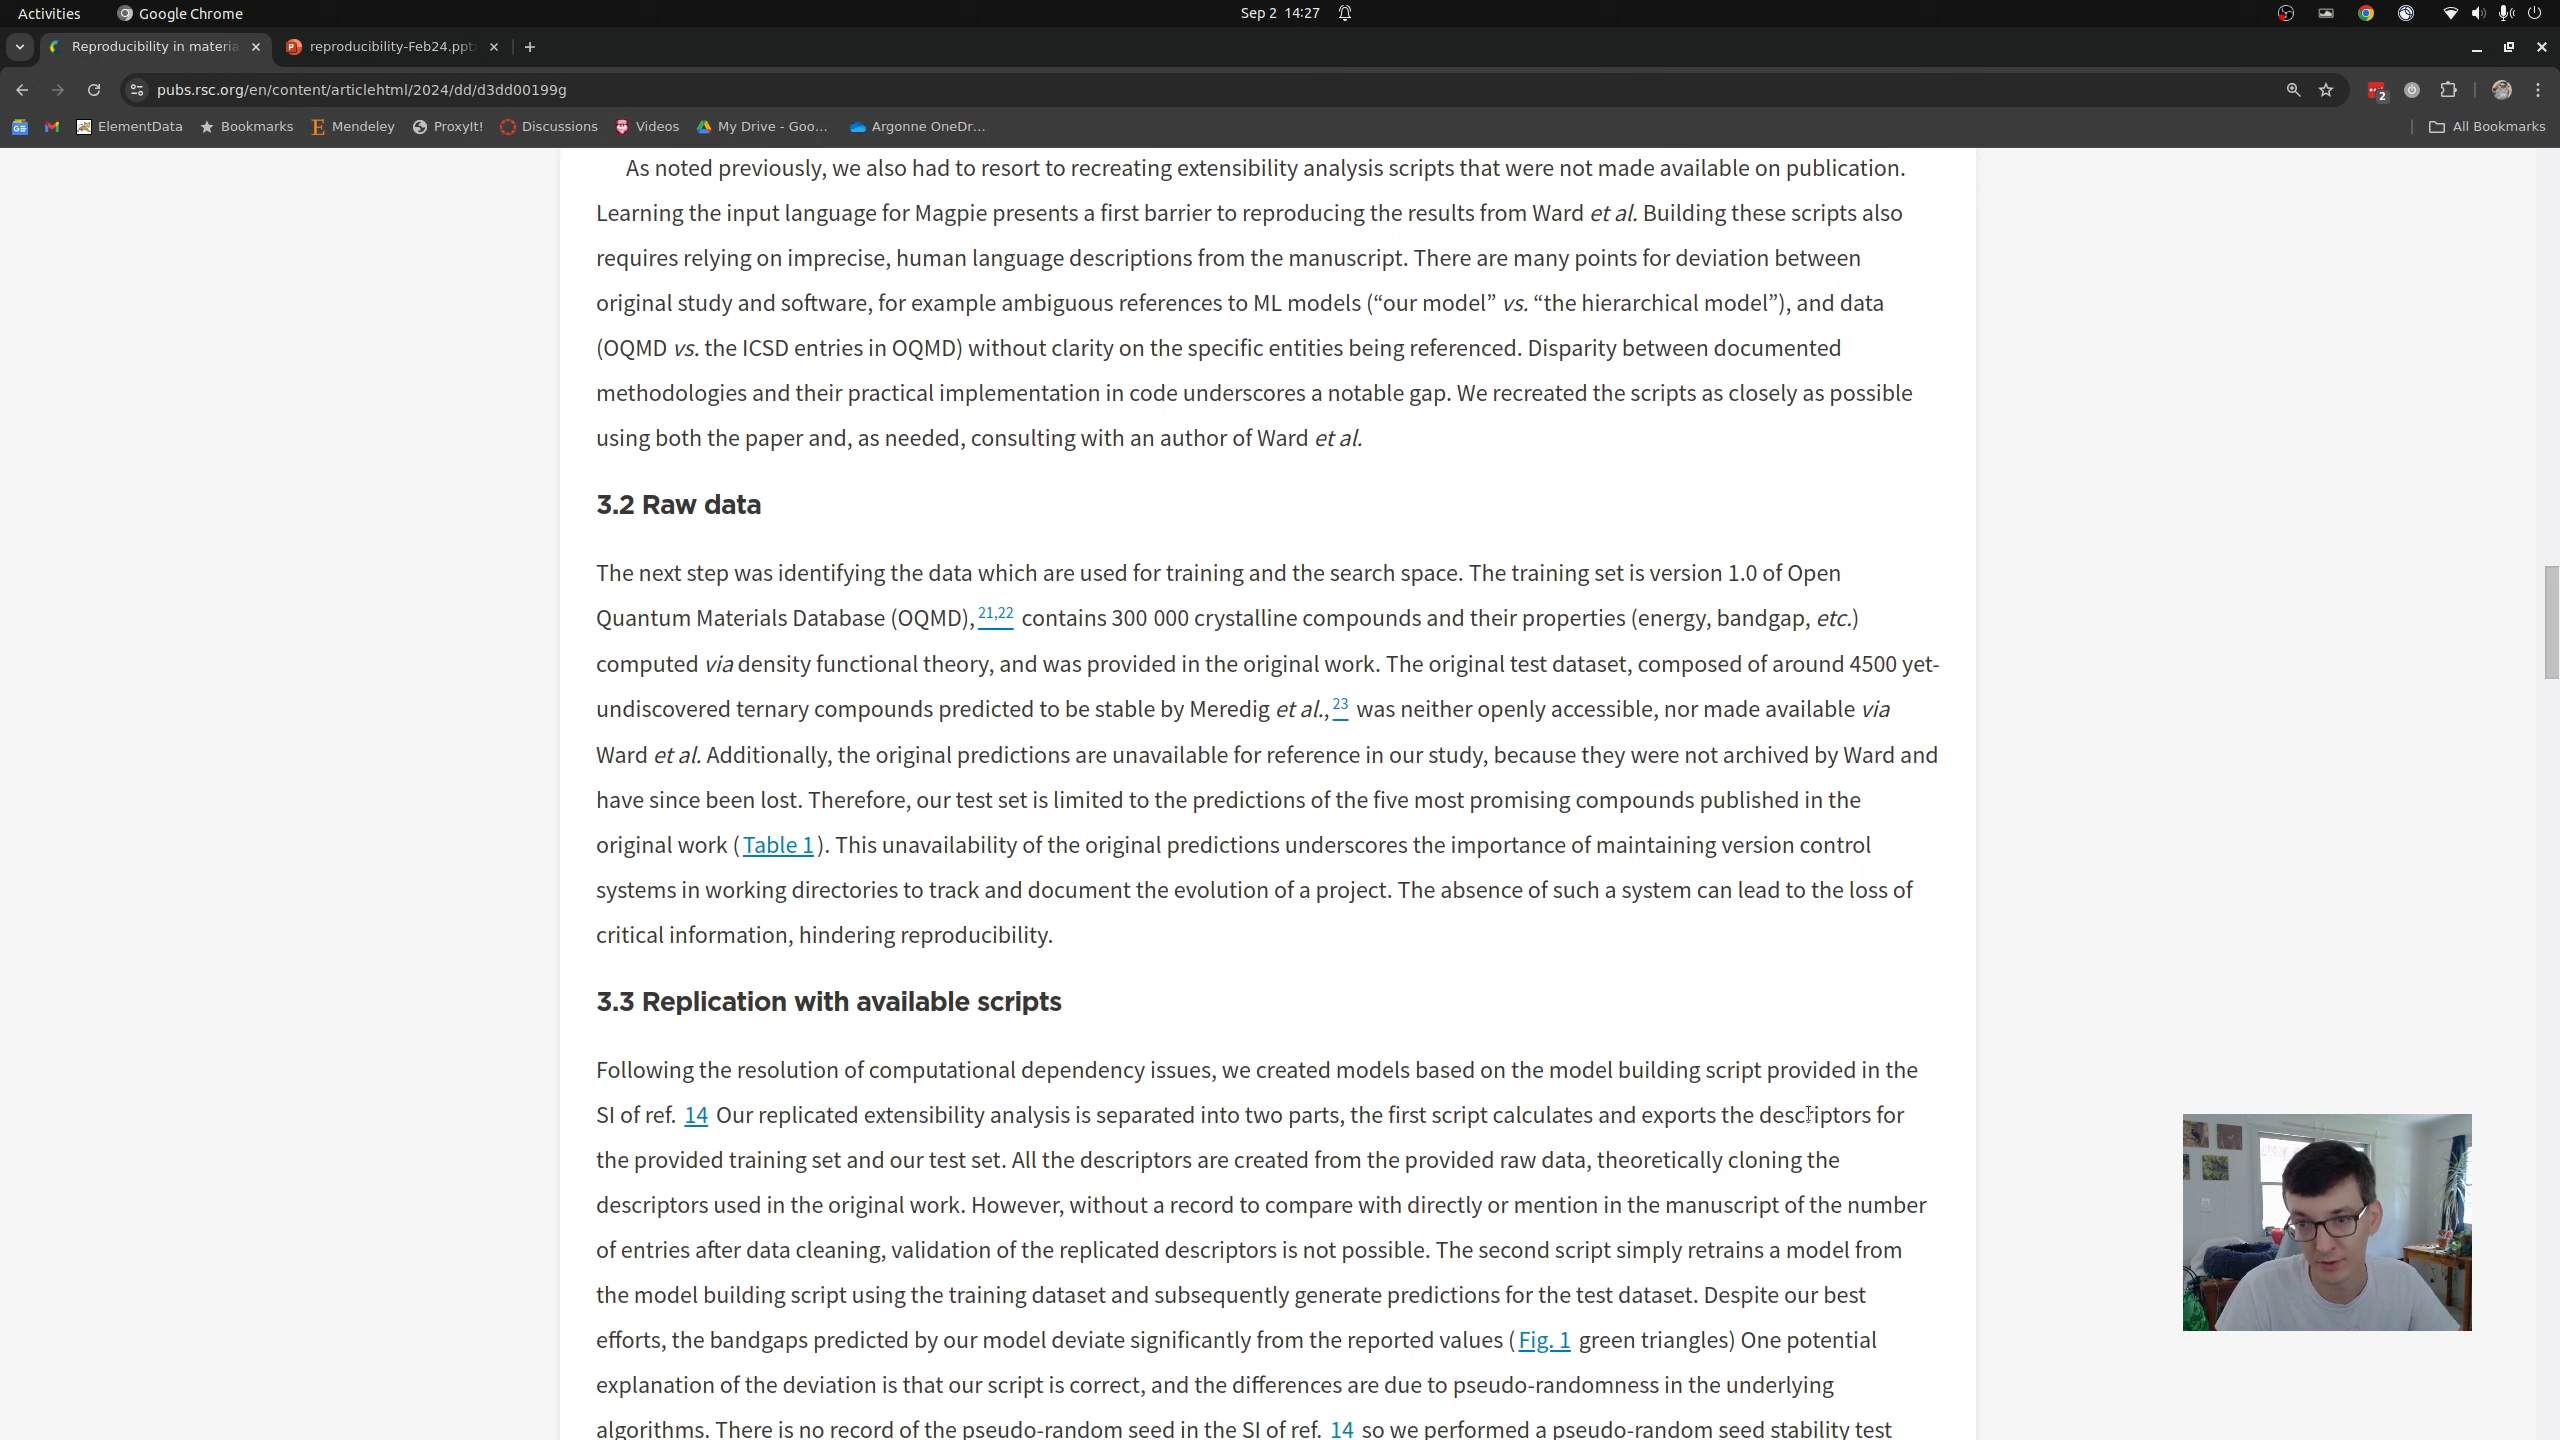 Activities
Google Chrome
Sep 2 14:27
Reproducibility in materia
reproducibility-Feb24.ppt
pubs.rsc.org/en/content/articlehtml/2024/dd/d3dd00199g
2
ElementData
Bookmarks
Mendeley
ProxyIt!
Discussions
Videos
My Drive - Goo...
Argonne OneDr...
All Bookmarks
As noted previously, we also had to resort to recreating extensibility analysis scripts that were not made available on publication.
Learning the input language for Magpie presents a first barrier to reproducing the results from Ward et al. Building these scripts also
requires relying on imprecise, human language descriptions from the manuscript. There are many points for deviation between
original study and software, for example ambiguous references to ML models (“our model” vs. “the hierarchical model”), and data
(OQMD vs. the ICSD entries in OQMD) without clarity on the specific entities being referenced. Disparity between documented
methodologies and their practical implementation in code underscores a notable gap. We recreated the scripts as closely as possible
using both the paper and, as needed, consulting with an author of Ward et al.
3.2 Raw data
The next step was identifying the data which are used for training and the search space. The training set is version 1.0 of Open
Quantum Materials Database (OQMD),21,22 contains 300 000 crystalline compounds and their properties (energy, bandgap, etc.)
computed via density functional theory, and was provided in the original work. The original test dataset, composed of around 4500 yet-
undiscovered ternary compounds predicted to be stable by Meredig et al.,23 was neither openly accessible, nor made available via
Ward et al. Additionally, the original predictions are unavailable for reference in our study, because they were not archived by Ward and
have since been lost. Therefore, our test set is limited to the predictions of the five most promising compounds published in the
original work (Table 1). This unavailability of the original predictions underscores the importance of maintaining version control
systems in working directories to track and document the evolution of a project. The absence of such a system can lead to the loss of
critical information, hindering reproducibility.
3.3 Replication with available scripts
Following the resolution of computational dependency issues, we created models based on the model building script provided in the
SI of ref. 14 Our replicated extensibility analysis is separated into two parts, the first script calculates and exports the descriptors for
the provided training set and our test set. All the descriptors are created from the provided raw data, theoretically cloning the
descriptors used in the original work. However, without a record to compare with directly or mention in the manuscript of the number
of entries after data cleaning, validation of the replicated descriptors is not possible. The second script simply retrains a model from
the model building script using the training dataset and subsequently generate predictions for the test dataset. Despite our best
efforts, the bandgaps predicted by our model deviate significantly from the reported values (Fig. 1 green triangles) One potential
explanation of the deviation is that our script is correct, and the differences are due to pseudo-randomness in the underlying
algorithms. There is no record of the pseudo-random seed in the SI of ref. 14 so we performed a pseudo-random seed stability test